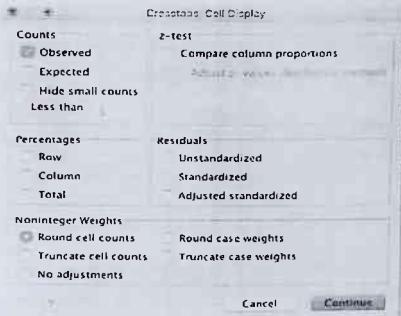 Crosstabs: Cell Display
Counts
z-test
Observed
Compare column proportions
Expected
Hide small counts
Less than
Percentages
Residuals
Row
Unstandardized
Column
Standardized
Total
Adjusted standardized
Noninteger Weights
Round cell counts
Round case weights
Truncate cell counts
Truncate case weights
No adjustments
Cancel
Continue